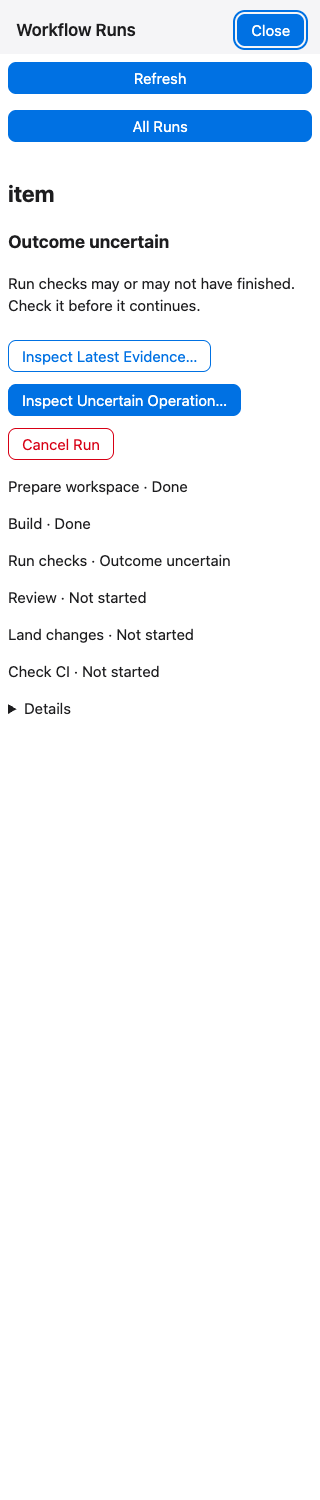 Workflow Runs
Close
Refresh
All Runs
item
Outcome uncertain
Run checks may or may not have finished.
Check it before it continues.
Inspect Latest Evidence...
Inspect Uncertain Operation...
Cancel Run
Prepare workspace · Done
Build · Done
Run checks · Outcome uncertain
Review · Not started
Land changes · Not started
Check CI · Not started
Details